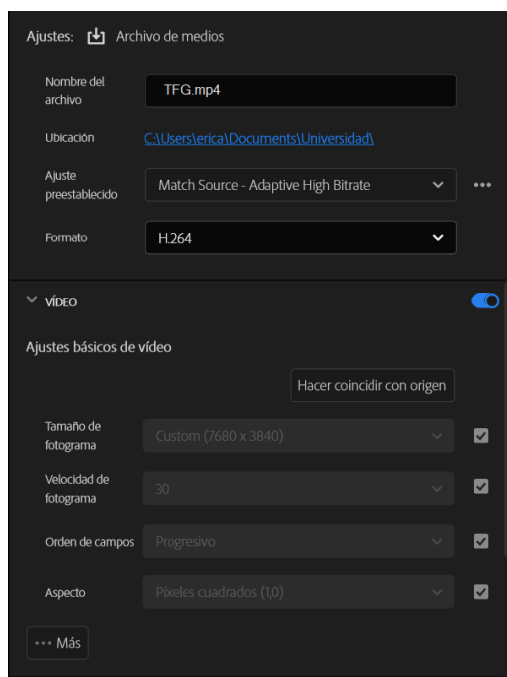 Ajustes: Archivo de medios
Nombre del
archivo
TFG.mp4
Ubicación
C:\Users\erica\Documents\Universidad\
Ajuste
preestablecido
Match Source - Adaptive High Bitrate
Formato
H.264
VÍDEO
Ajustes básicos de vídeo
Hacer coincidir con origen
Tamaño de
fotograma
Custom (7680 x 3840)
Velocidad de
fotograma
30
Orden de campos
Progresivo
Aspecto
Píxeles cuadrados (1,0)
··· Más